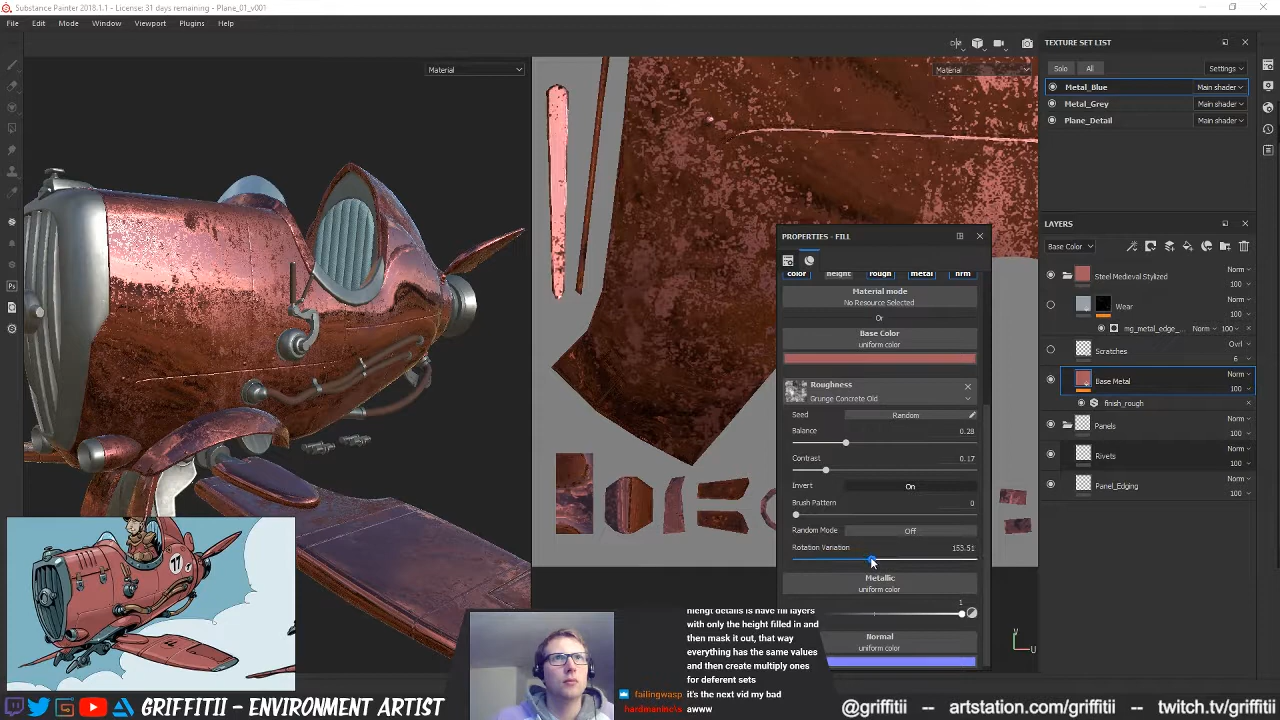 Substance Painter 2018.1.1 - License: 31 days remaining - Plane_01_v001
File Edit Mode Window Viewport Plugins Help
Material
Material
TEXTURE SET LIST
Solo All Settings
Metal_Blue Main shader
Metal_Grey Main shader
Plane_Detail Main shader
LAYERS
Base Color
Steel Medieval Stylized Norm 100
Wear Norm 100
mg_metal_edge_... Norm 100
Scratches Ovrl 6
Base Metal Norm 100
finish_rough
Panels Norm 100
Rivets Norm 100
Panel_Edging Norm 100
PROPERTIES - FILL
color height rough metal nrm
Material mode
No Resource Selected
Or
Base Color
uniform color
Roughness
Grunge Concrete Old
Seed Random
Balance 0.28
Contrast 0.17
Invert On
Brush Pattern 0
Random Mode Off
Rotation Variation 153.51
Metallic
uniform color
1
Normal
uniform color
17
hiengt details is have fill layers
with only the height filled in and
then mask it out, that way
everything has the same values
and then create multiply ones
for deferent sets
failingwasp it's the next vid my bad
hardmaninc\s awww
GRIFFITII - ENVIRONMENT ARTIST
@griffitii -- artstation.com/griffitii -- twitch.tv/griffitii